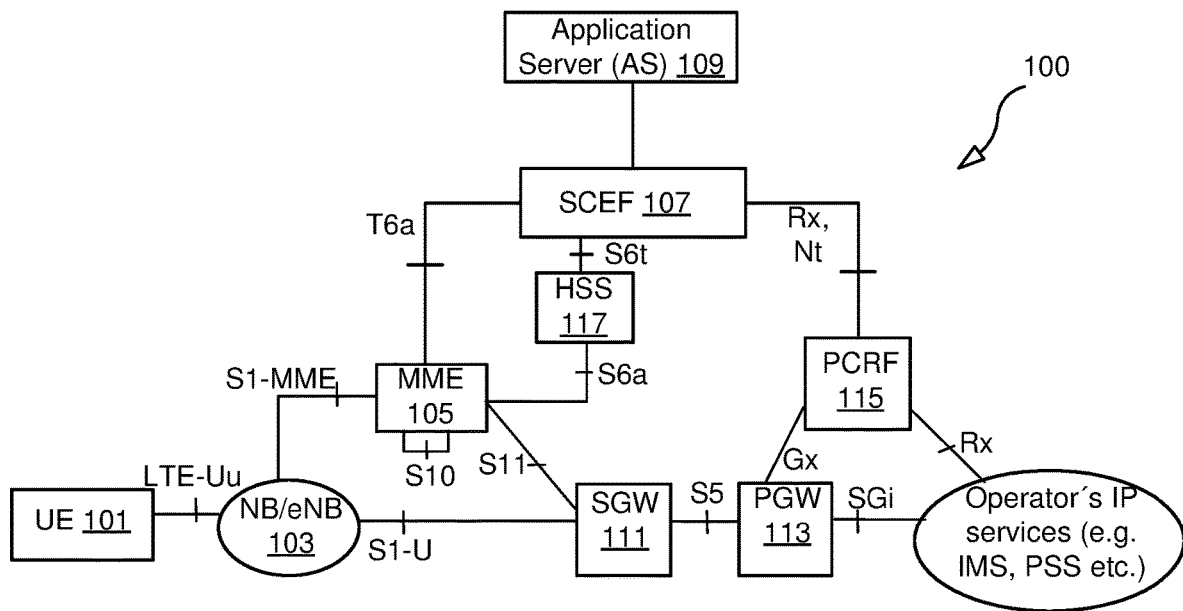 Application
Server (AS) 109
100
SCEF 107
T6a
Rx,
Nt
S6t
HSS
117
S6a
S1-MME
MME
105
PCRF
115
S10
S11
Gx
Rx
LTE-Uu
UE 101
NB/eNB
103
S1-U
SGW
111
S5
PGW
113
SGi
Operator´s IP
services (e.g.
IMS, PSS etc.)